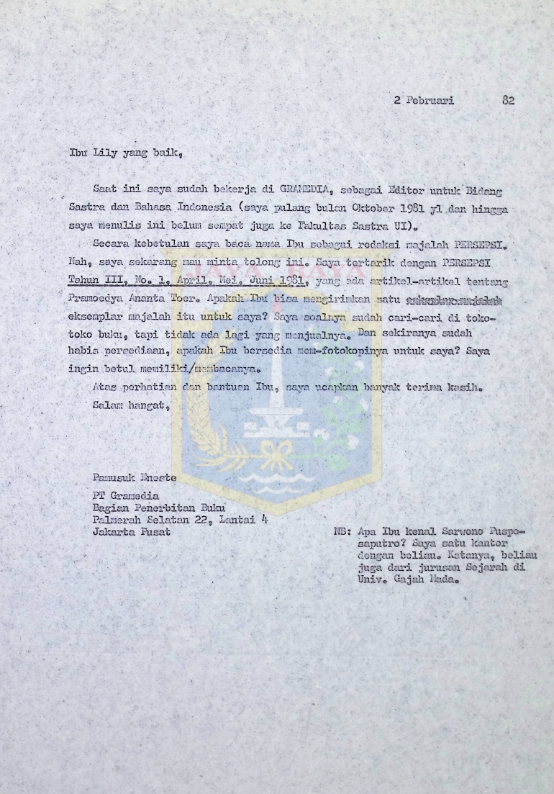 2 Pebruari 82
Ibu Lily yang baik,
Saat ini saya sudah bekerja di GRAMEDIA, sebagai Editor untuk Bidang
Sastra dan Bahasa Indonesia (saya pulang bulan Oktober 1981 yl dan hingga
saya menulis ini belum sempat juga ke Fakultas Sastra UI).
Secara kebetulan saya baca nama Ibu sebagai redaksi majalah PERSEPSI.
Nah, saya sekarang mau minta tolong ini. Saya tertarik dengan PERSEPSI
Tahun III, No. 1, April, Mei, Juni 1981, yang ada artikel-artikel tentang
Pramoedya Ananta Toer. Apakah Ibu bisa mengirimkan satu
eksemplar majalah itu untuk saya? Saya soalnya sudah cari-cari di toko-
toko buku, tapi tidak ada lagi yang menjualnya. Dan sekiranya sudah
habis persediaan, apakah Ibu bersedia mem-fotokopinya untuk saya? Saya
ingin betul memiliki/membacanya.
Atas perhatian dan bantuan Ibu, saya ucapkan banyak terima kasih.
Salam hangat,
Pamusuk Eneste
PT Gramedia
Bagian Penerbitan Buku
Palmerah Selatan 22, Lantai 4
Jakarta Pusat
NB: Apa Ibu kenal Sarwono Puspo-
saputro? Saya satu kantor
dengan beliau. Katanya, beliau
juga dari jurusan Sejarah di
Univ. Gajah Mada.
JAYA RAYA